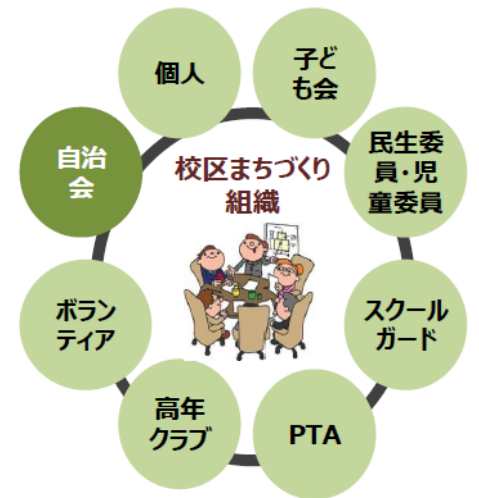 個人
子ど
も会
民生委
員・児
童委員
スクール
ガード
PTA
高年
クラブ
ボラン
ティア
自治
会
校区まちづくり
組織